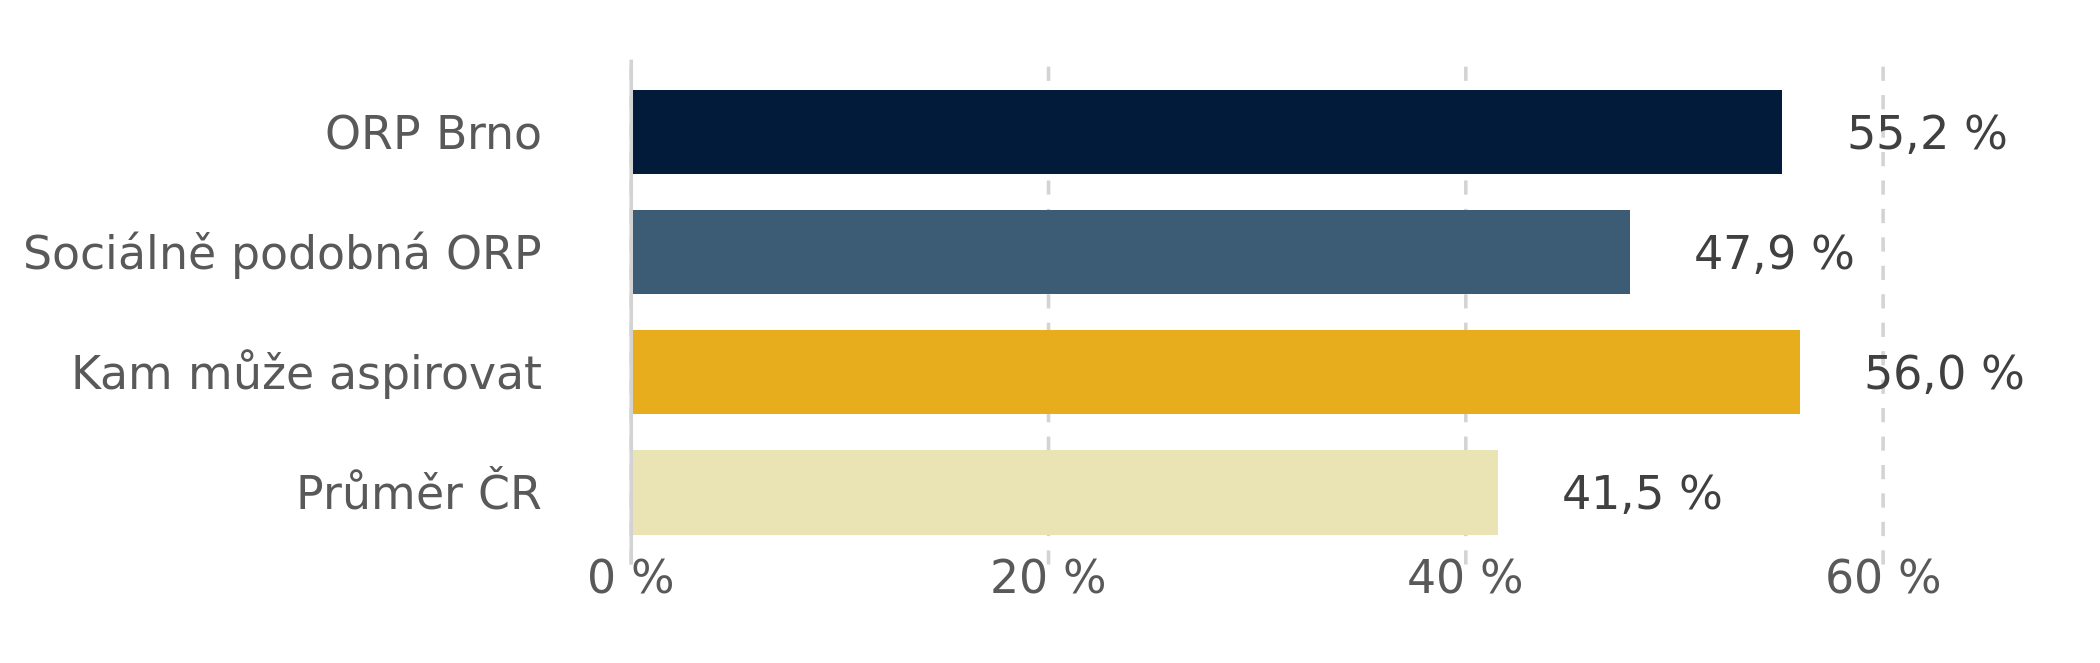 ORP Brno 55,2 %
Sociálně podobná ORP 47,9 %
Kam může aspirovat 56,0 %
Průměr ČR 41,5 %
0 % 20 % 40 % 60 %